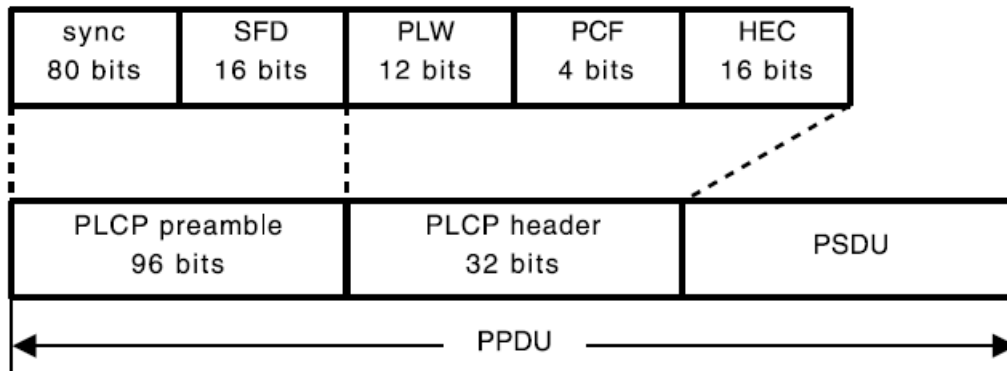 sync SFD PLW PCF HEC
80 bits 16 bits 12 bits 4 bits 16 bits
PLCP preamble PLCP header PSDU
96 bits 32 bits
PPDU